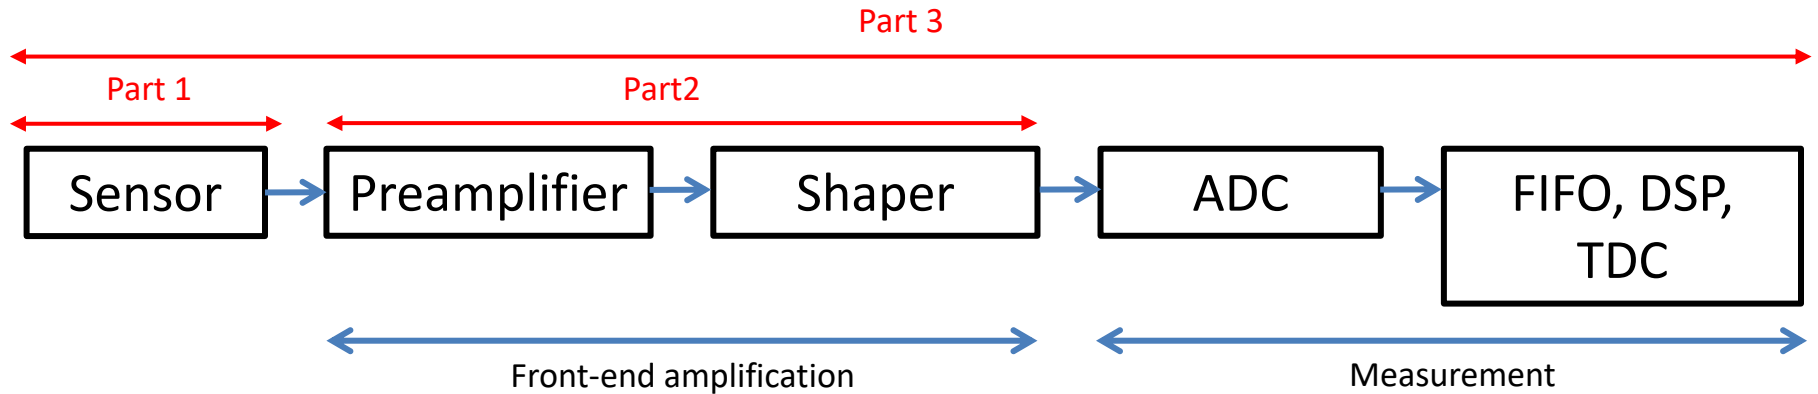 Part 3
Part 1
Part2
Sensor
Preamplifier
Shaper
ADC
FIFO, DSP,
TDC
Front-end amplification
Measurement